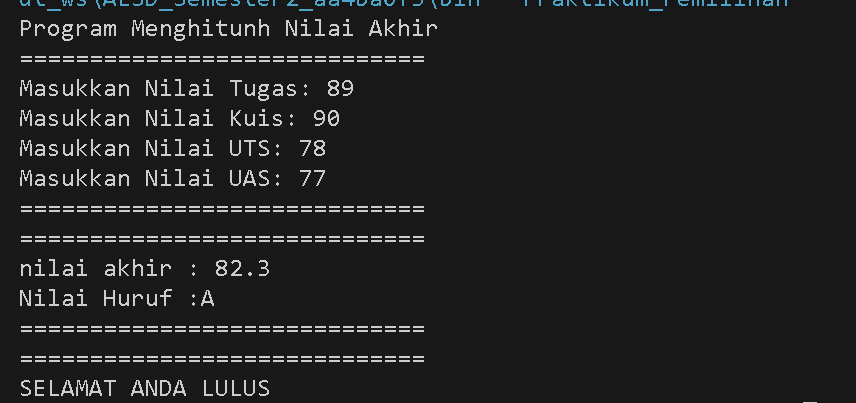 Program Menghitunh Nilai Akhir
=============================
Masukkan Nilai Tugas: 89
Masukkan Nilai Kuis: 90
Masukkan Nilai UTS: 78
Masukkan Nilai UAS: 77
=============================
=============================
nilai akhir : 82.3
Nilai Huruf :A
=============================
=============================
SELAMAT ANDA LULUS